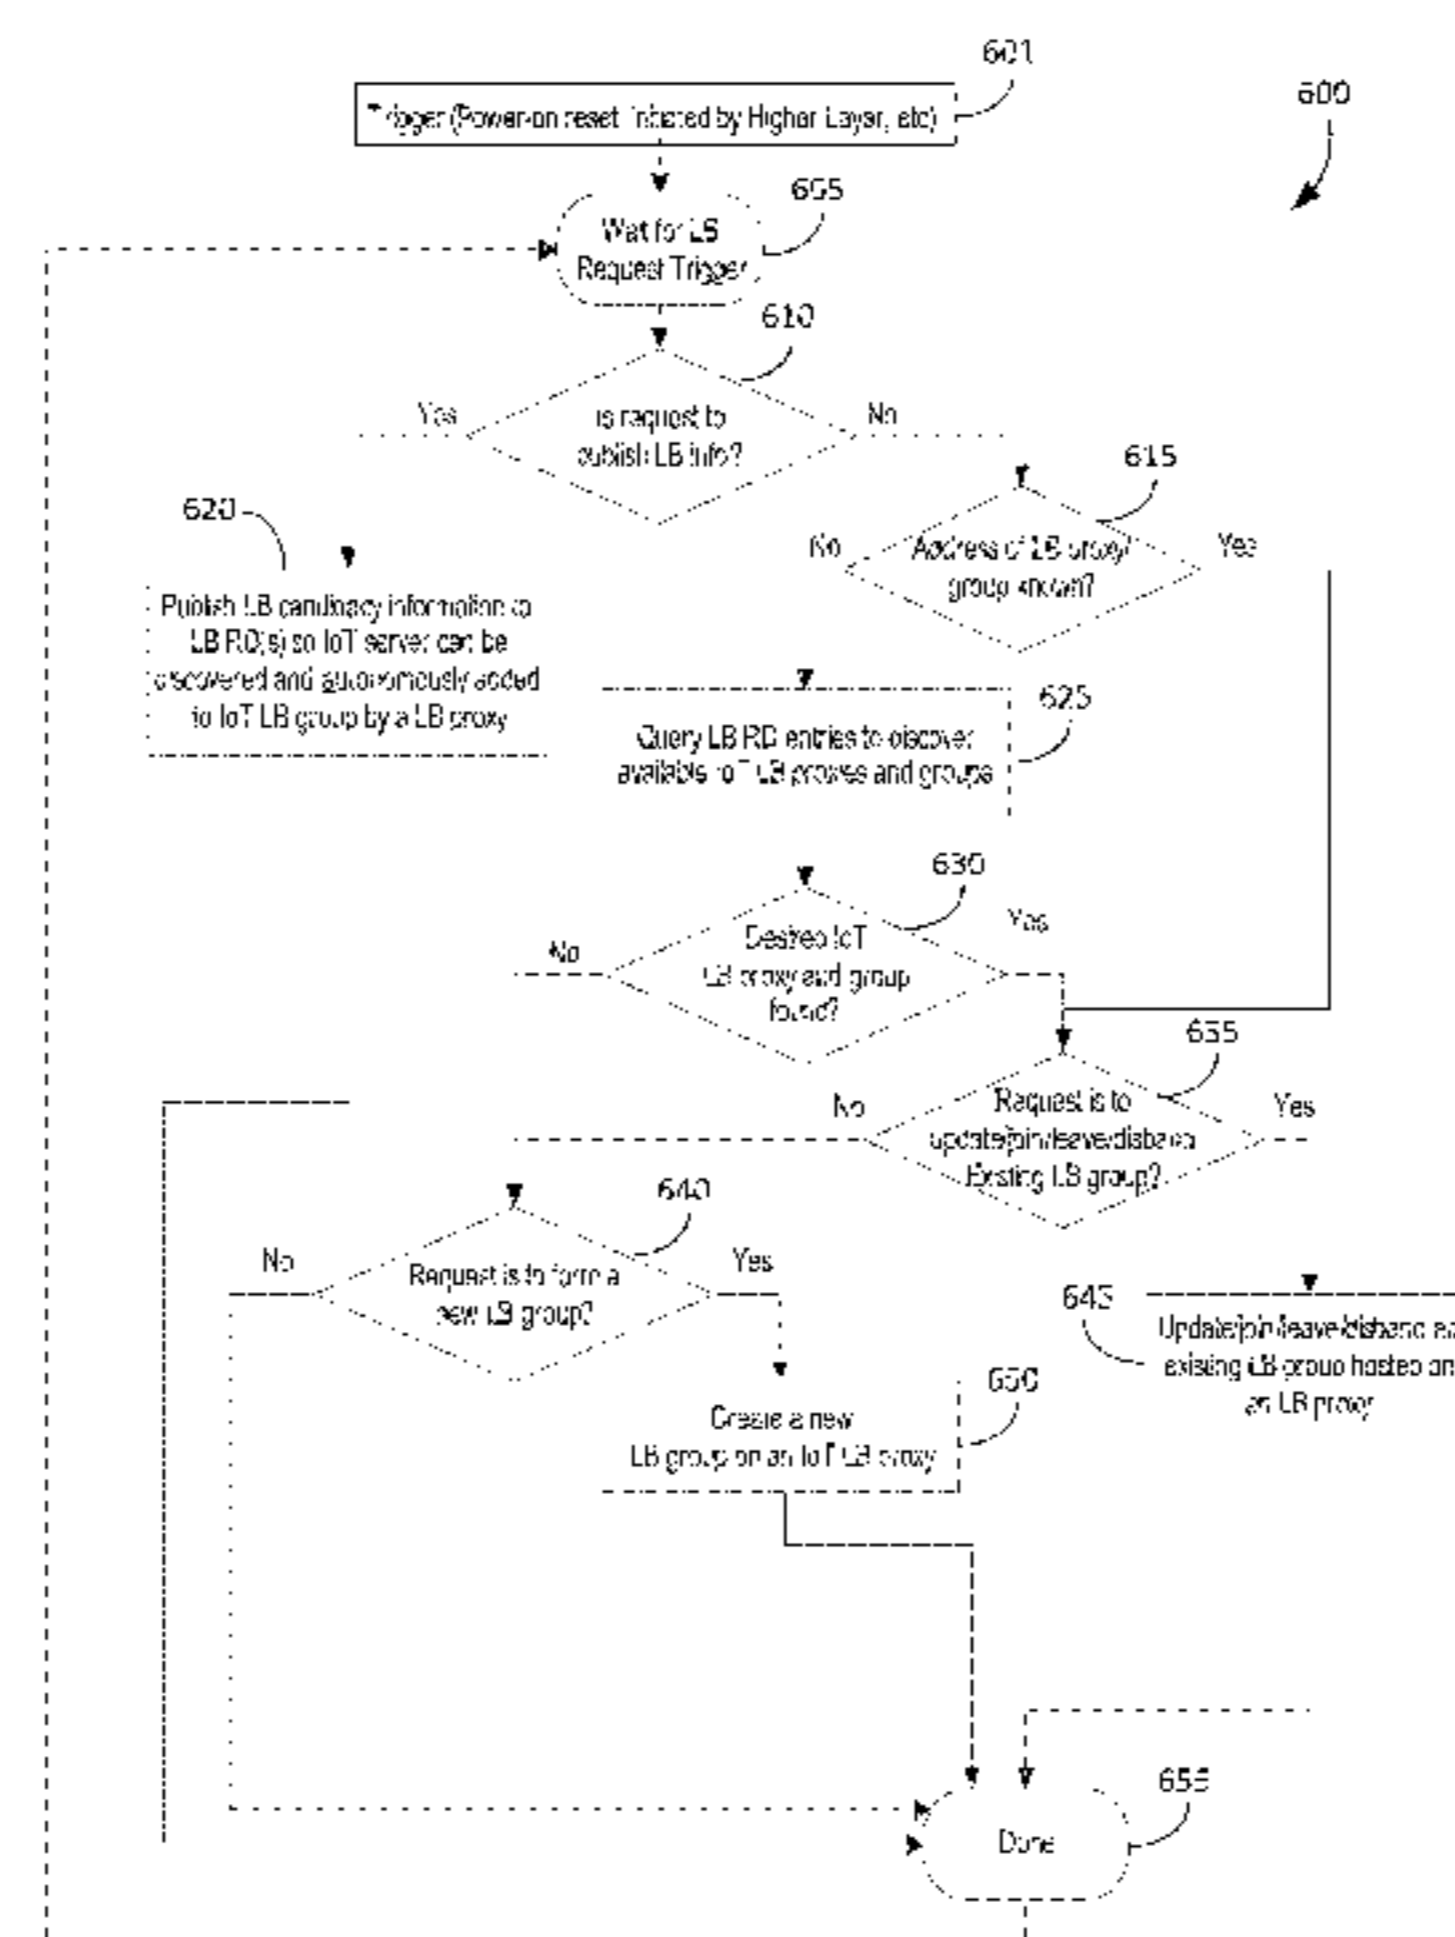 601
600
Trigger (Power-on reset, Initiated by Higher Layer, etc)
605
Wait for LB
Request Trigger
610
Yes
No
is request to
publish LB info?
615
620
No
Address of LB proxy/
group known?
Yes
Publish LB candidacy information to
LB RD(s) so IoT server can be
discovered and autonomously added
to IoT LB group by a LB proxy
625
Query LB RD entries to discover
available IoT LB proxies and groups
630
No
Desired IoT
LB proxy and group
found?
Yes
635
No
Request is to
update/join/leave/disband
Existing LB group?
Yes
640
No
Request is to form a
new LB group?
Yes
645
Update/join/leave/disband
existing LB group hosted on
an LB proxy
650
Create a new
LB group on an IoT LB proxy
655
Done